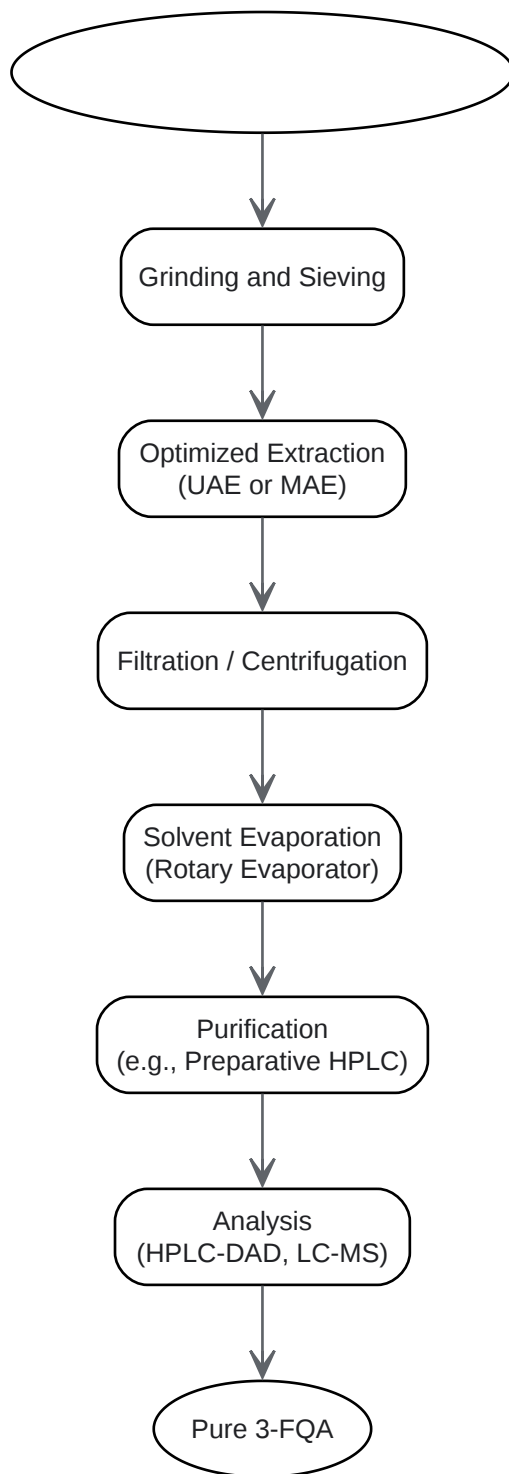 Grinding and Sieving
Optimized Extraction
(UAE or MAE)
Filtration / Centrifugation
Solvent Evaporation
(Rotary Evaporator)
Purification
(e.g., Preparative HPLC)
Analysis
(HPLC-DAD, LC-MS)
Pure 3-FQA